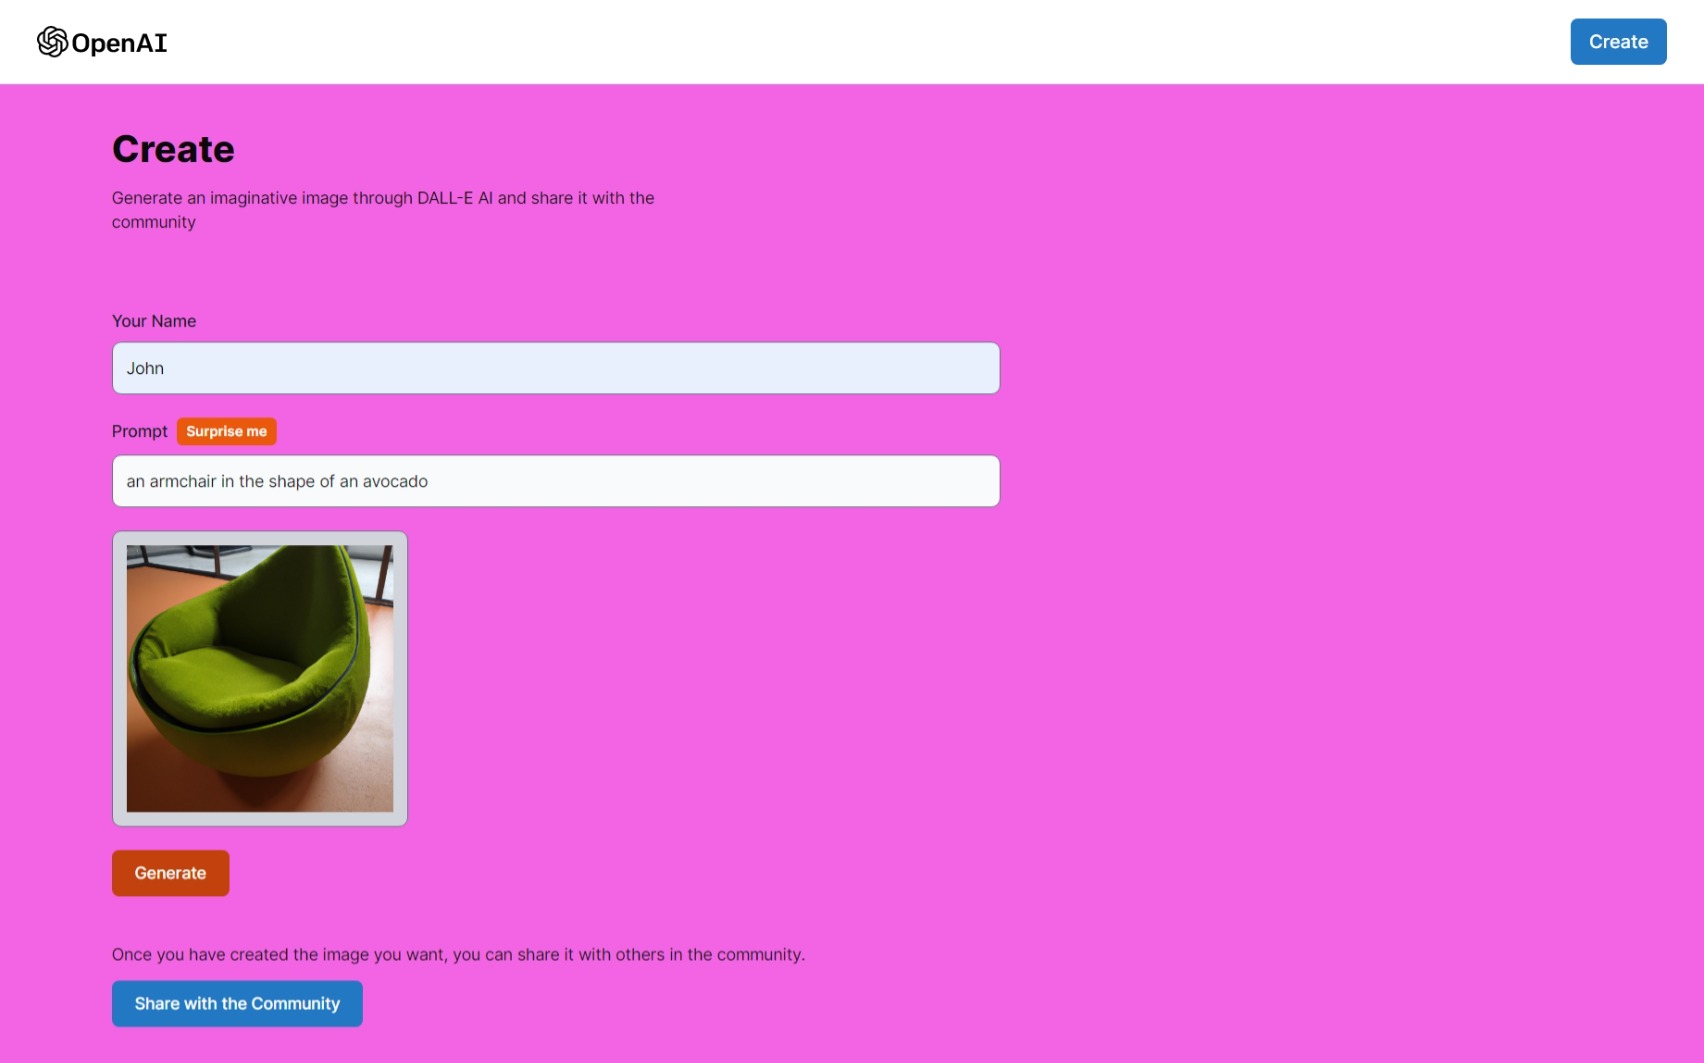 OpenAI
Create
Create
Generate an imaginative image through DALL-E AI and share it with the
community
Your Name
John
Prompt Surprise me
an armchair in the shape of an avocado
Generate
Once you have created the image you want, you can share it with others in the community.
Share with the Community